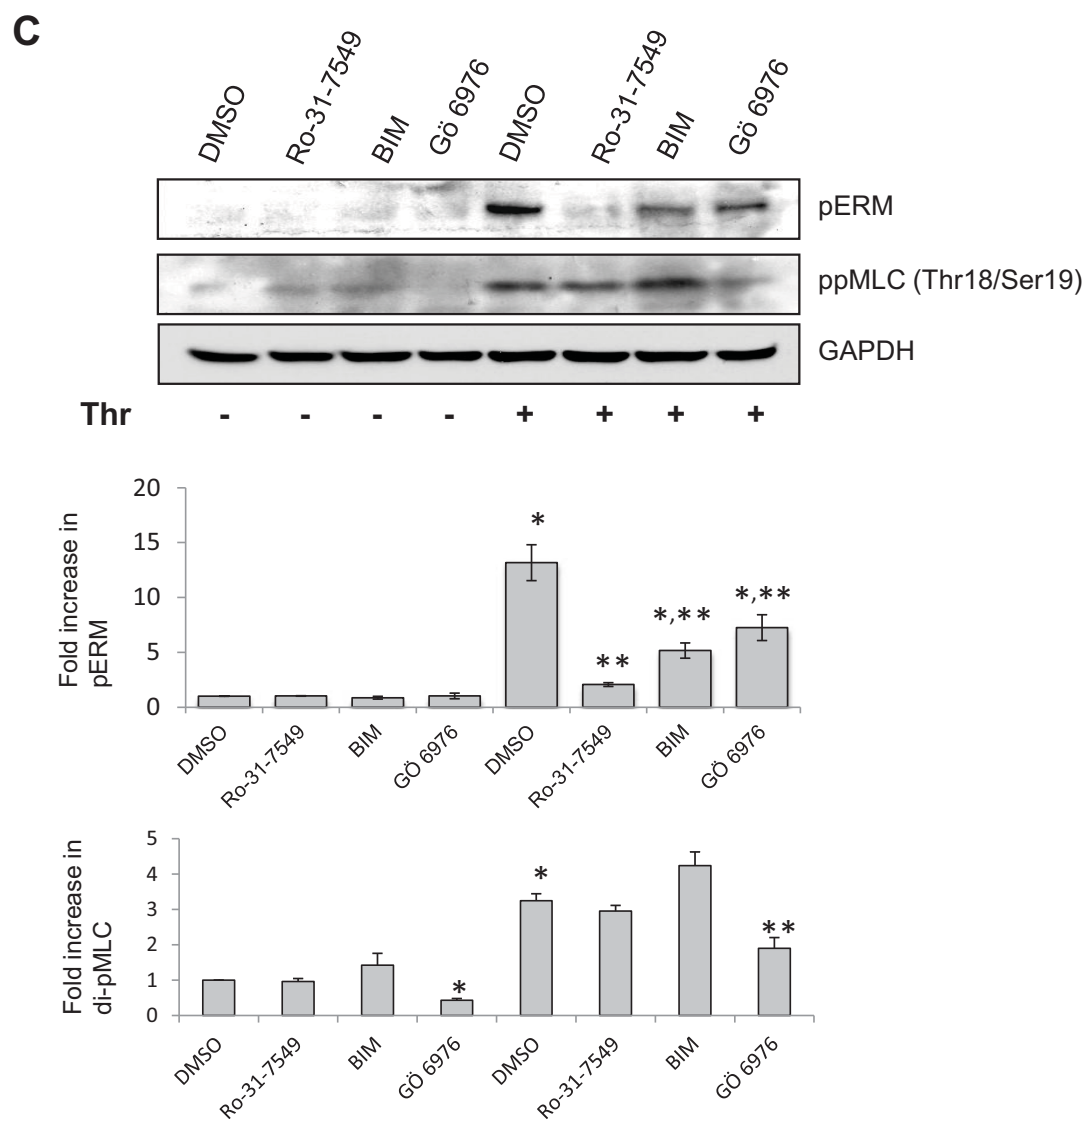 C
DMSO Ro-31-7549 BIM Gö 6976 DMSO Ro-31-7549 BIM Gö 6976
pERM
ppMLC (Thr18/Ser19)
GAPDH
Thr - - - - + + + +
Fold increase in
pERM
20
15
10
5
0
*
**
*,**
*,**
DMSO Ro-31-7549 BIM GÖ 6976 DMSO Ro-31-7549 BIM GÖ 6976
Fold increase in
di-pMLC
5
4
3
2
1
0
*
*
**
DMSO Ro-31-7549 BIM GÖ 6976 DMSO Ro-31-7549 BIM GÖ 6976